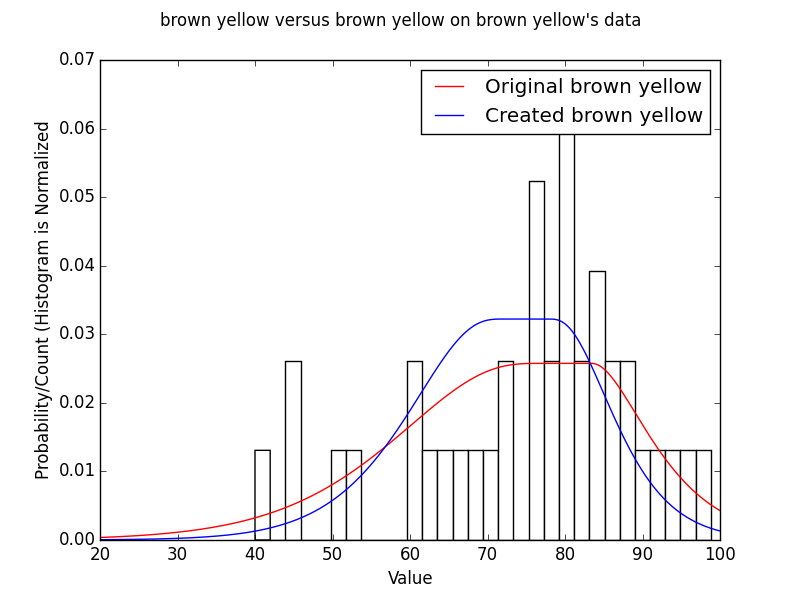 brown yellow versus brown yellow on brown yellow's data
Original brown yellow
Created brown yellow
Probability/Count (Histogram is Normalized
0.07
0.06
0.05
0.04
0.03
0.02
0.01
0.00
20 30 40 50 60 70 80 90 100
Value